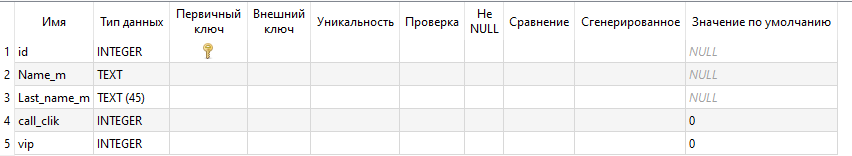 Имя Тип данных Первичный ключ Внешний ключ Уникальность Проверка Не NULL Сравнение Сгенерированное Значение по умолчанию
1 id INTEGER NULL
2 Name_m TEXT NULL
3 Last_name_m TEXT (45) NULL
4 call_clik INTEGER 0
5 vip INTEGER 0